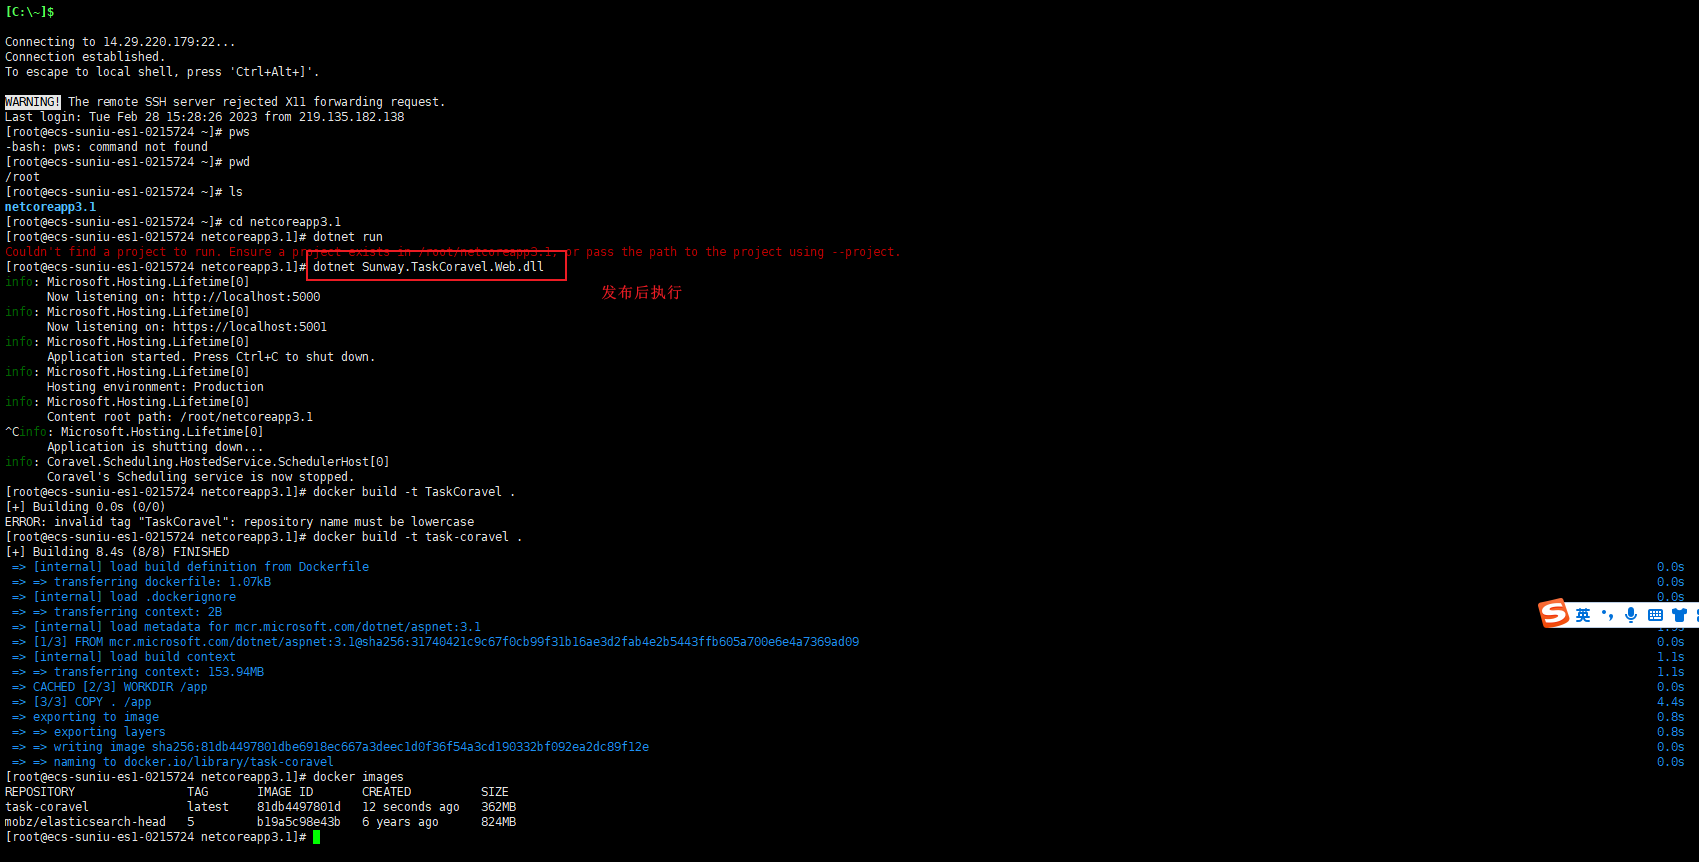 [C:\~]$
Connecting to 14.29.220.179:22...
Connection established.
To escape to local shell, press 'Ctrl+Alt+]'.
WARNING! The remote SSH server rejected X11 forwarding request.
Last login: Tue Feb 28 15:28:26 2023 from 219.135.182.138
[root@ecs-suniu-es1-0215724 ~]# pws
-bash: pws: command not found
[root@ecs-suniu-es1-0215724 ~]# pwd
/root
[root@ecs-suniu-es1-0215724 ~]# ls
netcoreapp3.1
[root@ecs-suniu-es1-0215724 ~]# cd netcoreapp3.1
[root@ecs-suniu-es1-0215724 netcoreapp3.1]# dotnet run
Couldn't find a project to run. Ensure a project exists in /root/netcoreapp3.1, or pass the path to the project using --project.
[root@ecs-suniu-es1-0215724 netcoreapp3.1]# dotnet Sunway.TaskCoravel.Web.dll
info: Microsoft.Hosting.Lifetime[0]
Now listening on: http://localhost:5000
发布后执行
info: Microsoft.Hosting.Lifetime[0]
Now listening on: https://localhost:5001
info: Microsoft.Hosting.Lifetime[0]
Application started. Press Ctrl+C to shut down.
info: Microsoft.Hosting.Lifetime[0]
Hosting environment: Production
info: Microsoft.Hosting.Lifetime[0]
Content root path: /root/netcoreapp3.1
^Cinfo: Microsoft.Hosting.Lifetime[0]
Application is shutting down...
info: Coravel.Scheduling.HostedService.SchedulerHost[0]
Coravel's Scheduling service is now stopped.
[root@ecs-suniu-es1-0215724 netcoreapp3.1]# docker build -t TaskCoravel .
[+] Building 0.0s (0/0)
ERROR: invalid tag "TaskCoravel": repository name must be lowercase
[root@ecs-suniu-es1-0215724 netcoreapp3.1]# docker build -t task-coravel .
[+] Building 8.4s (8/8) FINISHED
=> [internal] load build definition from Dockerfile 0.0s
=> => transferring dockerfile: 1.07kB 0.0s
=> [internal] load .dockerignore 0.0s
=> => transferring context: 2B
英
=> [internal] load metadata for mcr.microsoft.com/dotnet/aspnet:3.1
=> [1/3] FROM mcr.microsoft.com/dotnet/aspnet:3.1@sha256:31740421c9c67f0cb99f31b16ae3d2fab4e2b5443ffb605a700e6e4a7369ad09 0.0s
=> [internal] load build context 1.1s
=> => transferring context: 153.94MB 1.1s
=> CACHED [2/3] WORKDIR /app 0.0s
=> [3/3] COPY . /app 4.4s
=> exporting to image 0.8s
=> => exporting layers 0.8s
=> => writing image sha256:81db4497801dbe6918ec667a3deec1d0f36f54a3cd190332bf092ea2dc89f12e 0.0s
=> => naming to docker.io/library/task-coravel 0.0s
[root@ecs-suniu-es1-0215724 netcoreapp3.1]# docker images
REPOSITORY TAG IMAGE ID CREATED SIZE
task-coravel latest 81db4497801d 12 seconds ago 362MB
mobz/elasticsearch-head 5 b19a5c98e43b 6 years ago 824MB
[root@ecs-suniu-es1-0215724 netcoreapp3.1]#